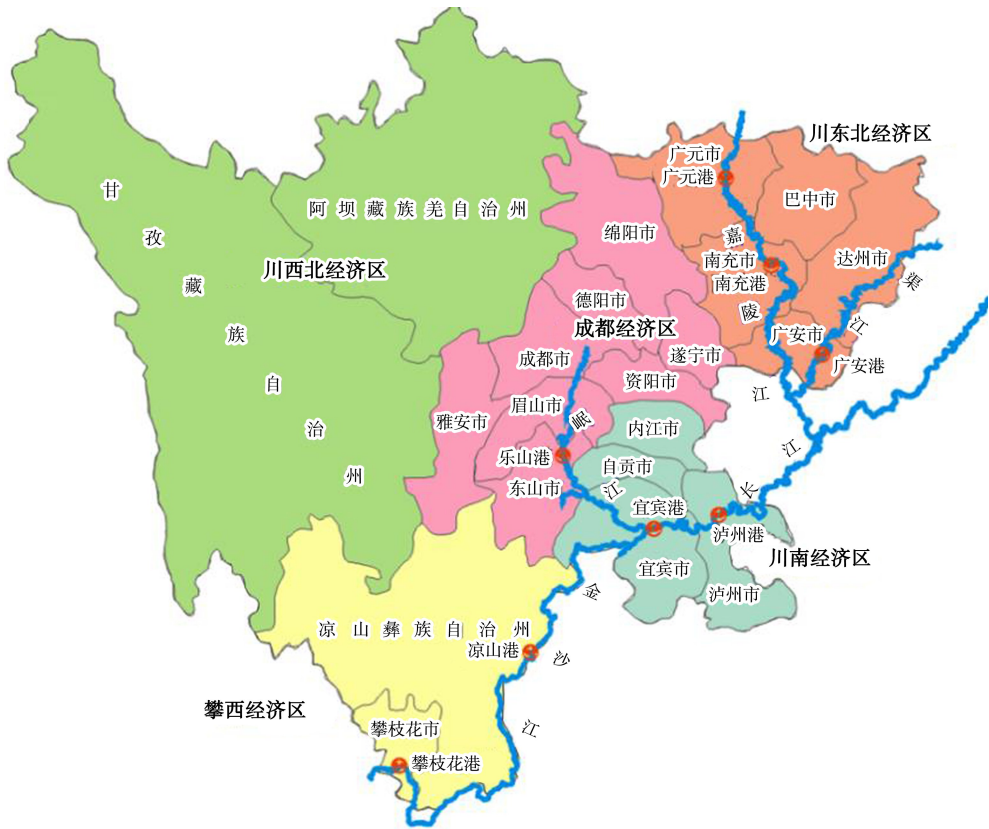 川东北经济区
广元市
广元港
巴中市
甘孜藏族自治州
阿坝藏族羌自治州
绵阳市
嘉陵江
南充市
南充港
达州市
渠江
川西北经济区
德阳市
成都经济区
广安市
广安港
成都市
遂宁市
资阳市
眉山市
雅安市
岷江
内江市
乐山港
自贡市
东山市
长江
宜宾港
泸州港
川南经济区
宜宾市
泸州市
金沙江
凉山彝族自治州
凉山港
攀西经济区
攀枝花市
攀枝花港